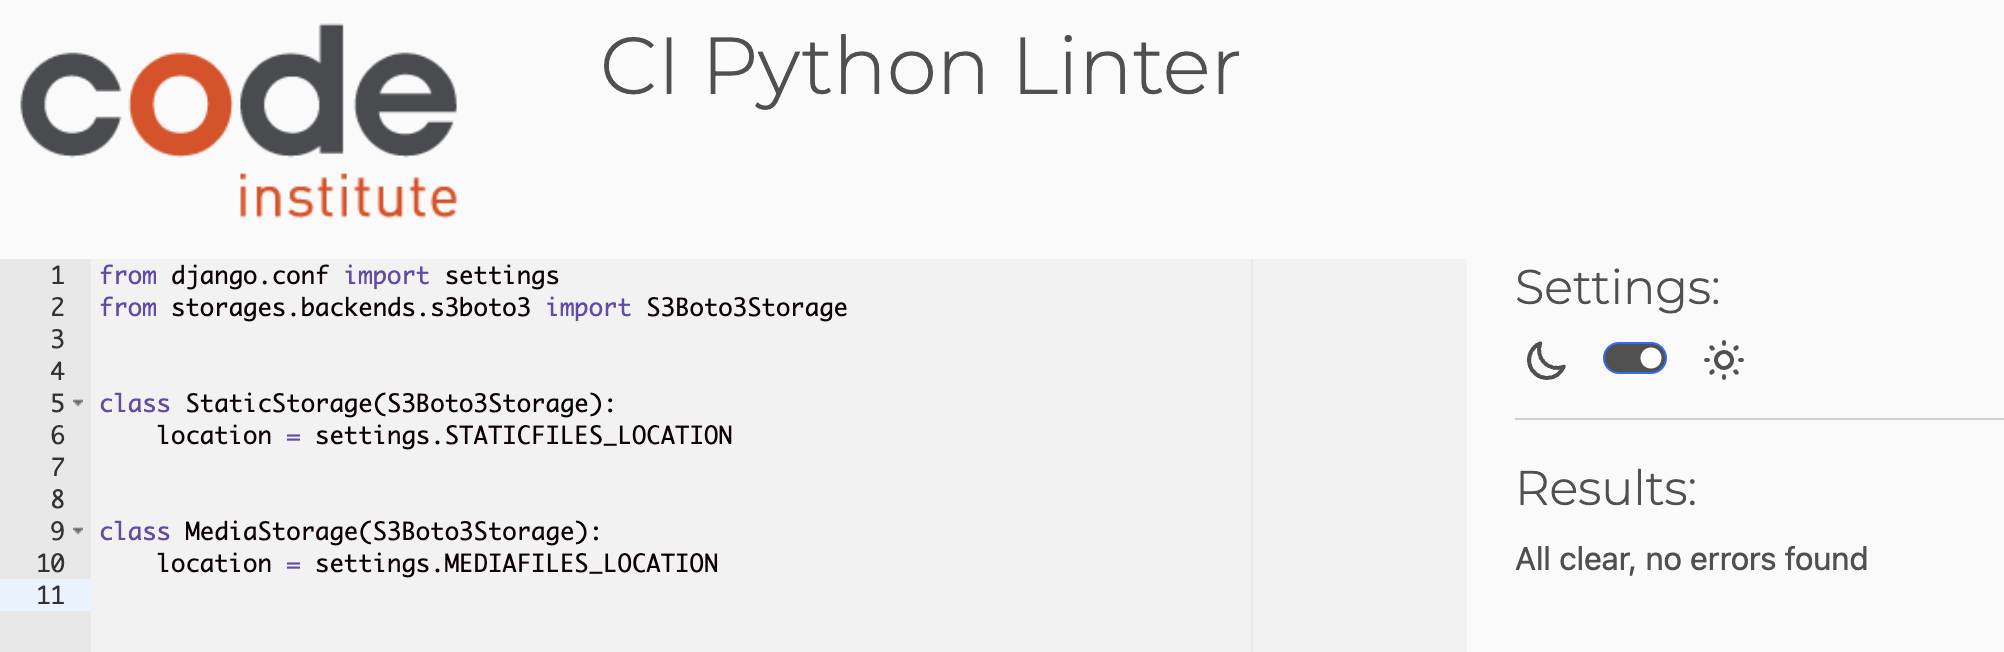 code
institute
CI Python Linter
1 from django.conf import settings
2 from storages.backends.s3boto3 import S3Boto3Storage
3
4
5 class StaticStorage(S3Boto3Storage):
6     location = settings.STATICFILES_LOCATION
7
8
9 class MediaStorage(S3Boto3Storage):
10     location = settings.MEDIAFILES_LOCATION
11
Settings:
Results:
All clear, no errors found